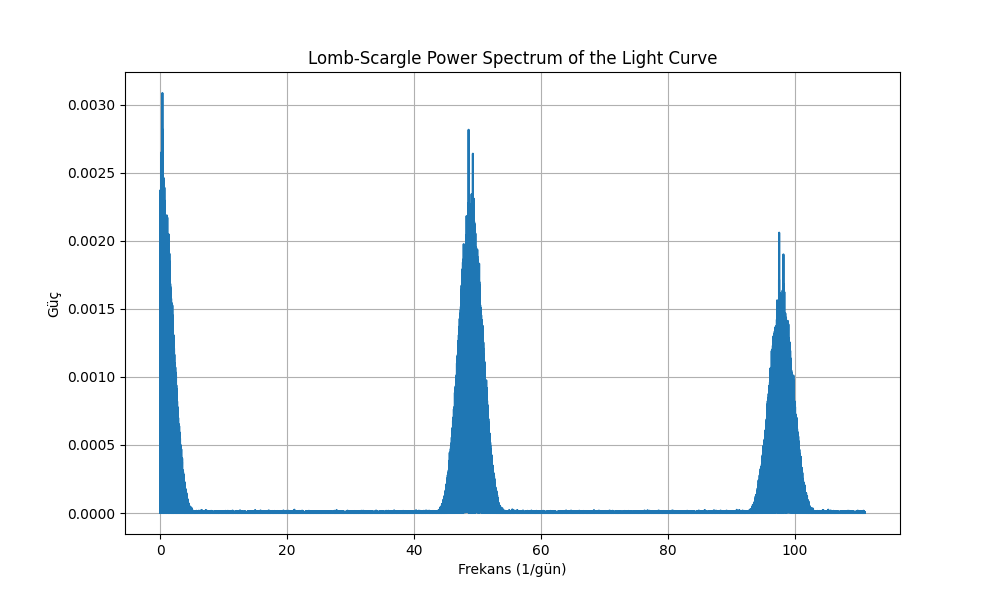 Lomb-Scargle Power Spectrum of the Light Curve
0.0030
0.0025
0.0020
0.0015
0.0010
0.0005
0.0000
Güç
0 20 40 60 80 100
Frekans (1/gün)